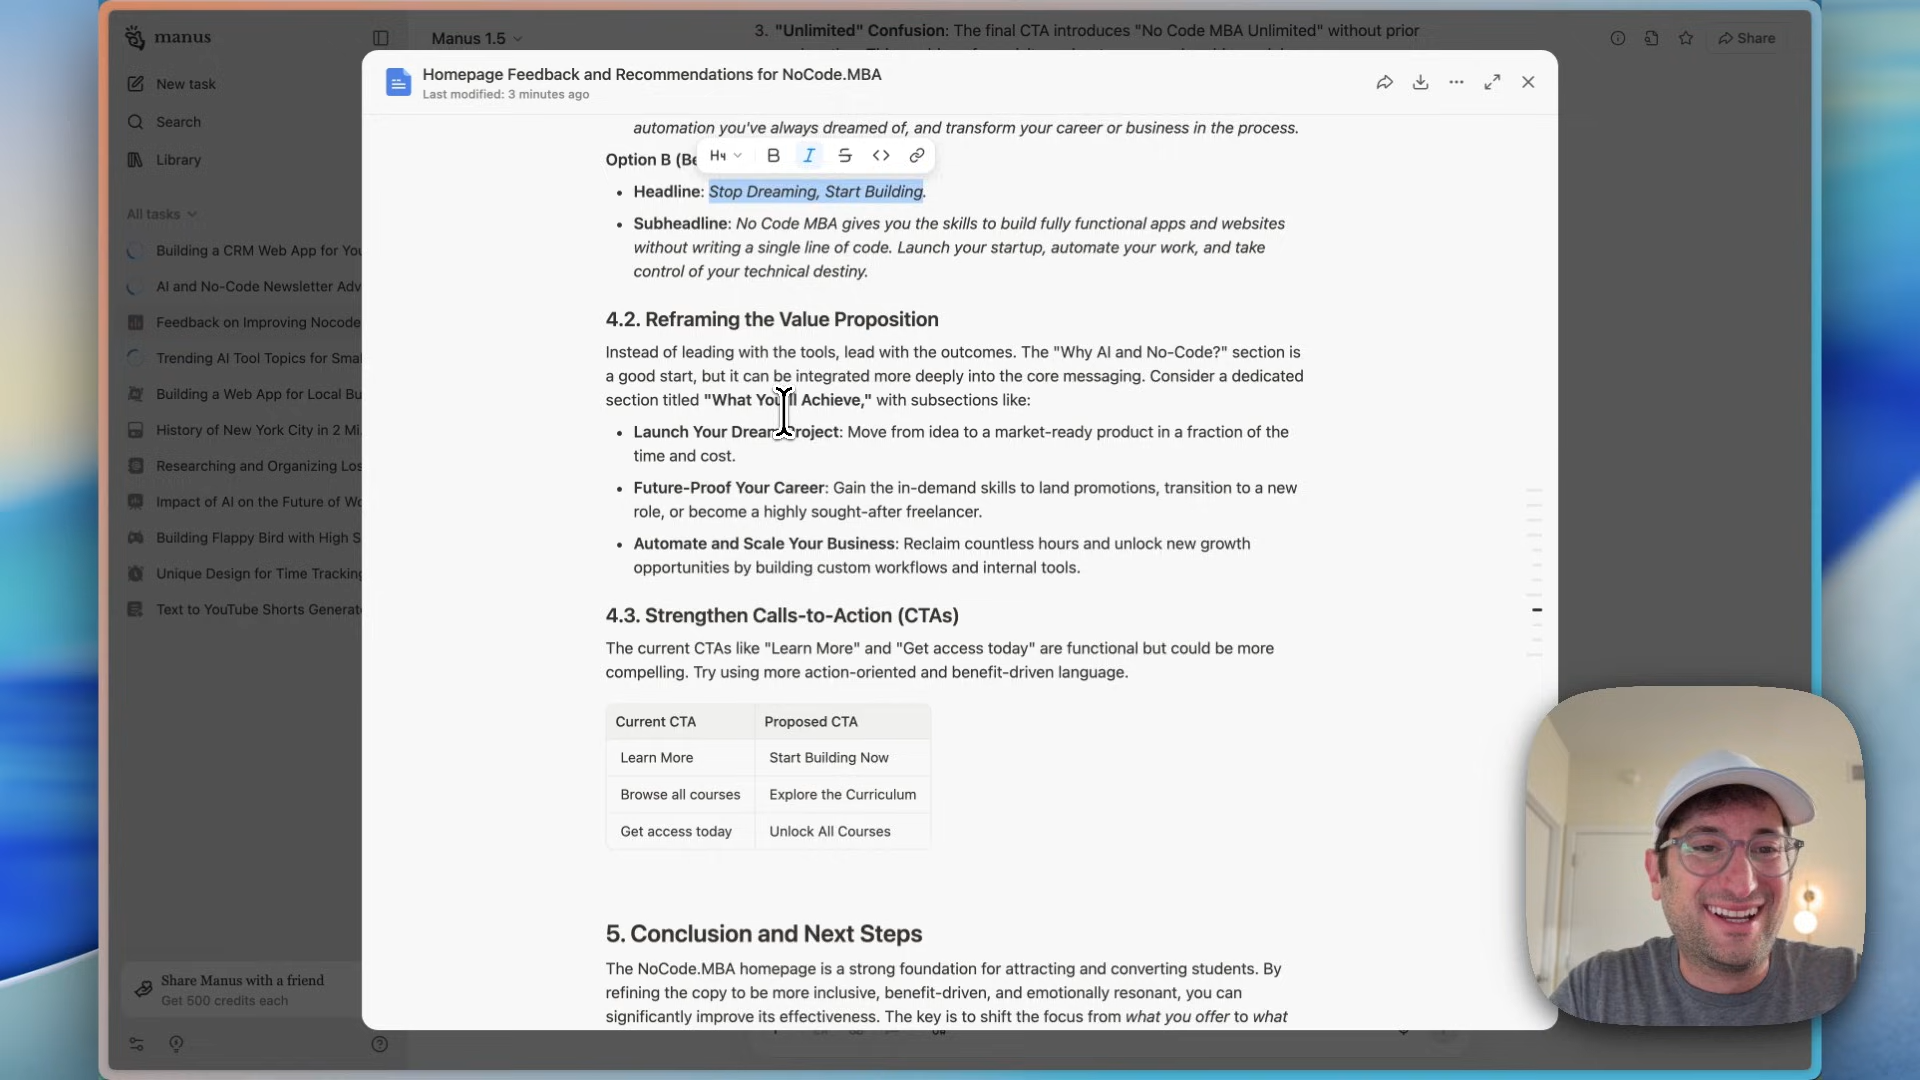 manus
Manus 1.5
3. "Unlimited" Confusion: The final CTA introduces "No Code MBA Unlimited" without prior
Share
New task
Search
Library
All tasks
Building a CRM Web App for You
AI and No-Code Newsletter Adv
Feedback on Improving Nocode
Trending AI Tool Topics for Smal
Building a Web App for Local Bu
History of New York City in 2 Mi
Researching and Organizing Los
Impact of AI on the Future of Wo
Building Flappy Bird with High S
Unique Design for Time Tracking
Text to YouTube Shorts Generat
Share Manus with a friend
Get 500 credits each
Homepage Feedback and Recommendations for NoCode.MBA
Last modified: 3 minutes ago
automation you've always dreamed of, and transform your career or business in the process.
Option B (Be
H4
B I S <>
• Headline: Stop Dreaming, Start Building.
• Subheadline: No Code MBA gives you the skills to build fully functional apps and websites
without writing a single line of code. Launch your startup, automate your work, and take
control of your technical destiny.
4.2. Reframing the Value Proposition
Instead of leading with the tools, lead with the outcomes. The "Why AI and No-Code?" section is
a good start, but it can be integrated more deeply into the core messaging. Consider a dedicated
section titled "What You'll Achieve," with subsections like:
• Launch Your Dream Project: Move from idea to a market-ready product in a fraction of the
time and cost.
• Future-Proof Your Career: Gain the in-demand skills to land promotions, transition to a new
role, or become a highly sought-after freelancer.
• Automate and Scale Your Business: Reclaim countless hours and unlock new growth
opportunities by building custom workflows and internal tools.
4.3. Strengthen Calls-to-Action (CTAs)
The current CTAs like "Learn More" and "Get access today" are functional but could be more
compelling. Try using more action-oriented and benefit-driven language.
Current CTA Proposed CTA
Learn More Start Building Now
Browse all courses Explore the Curriculum
Get access today Unlock All Courses
5. Conclusion and Next Steps
The NoCode.MBA homepage is a strong foundation for attracting and converting students. By
refining the copy to be more inclusive, benefit-driven, and emotionally resonant, you can
significantly improve its effectiveness. The key is to shift the focus from what you offer to what